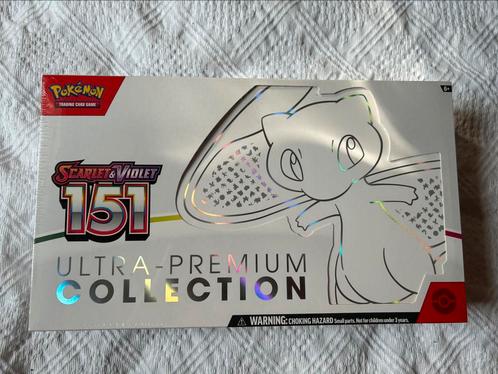 Pokémon
TRADING CARD GAME
6+
SCARLET & VIOLET
151
ULTRA-PREMIUM
COLLECTION
WARNING: CHOKING HAZARD Small parts. Not for children under 3 years.